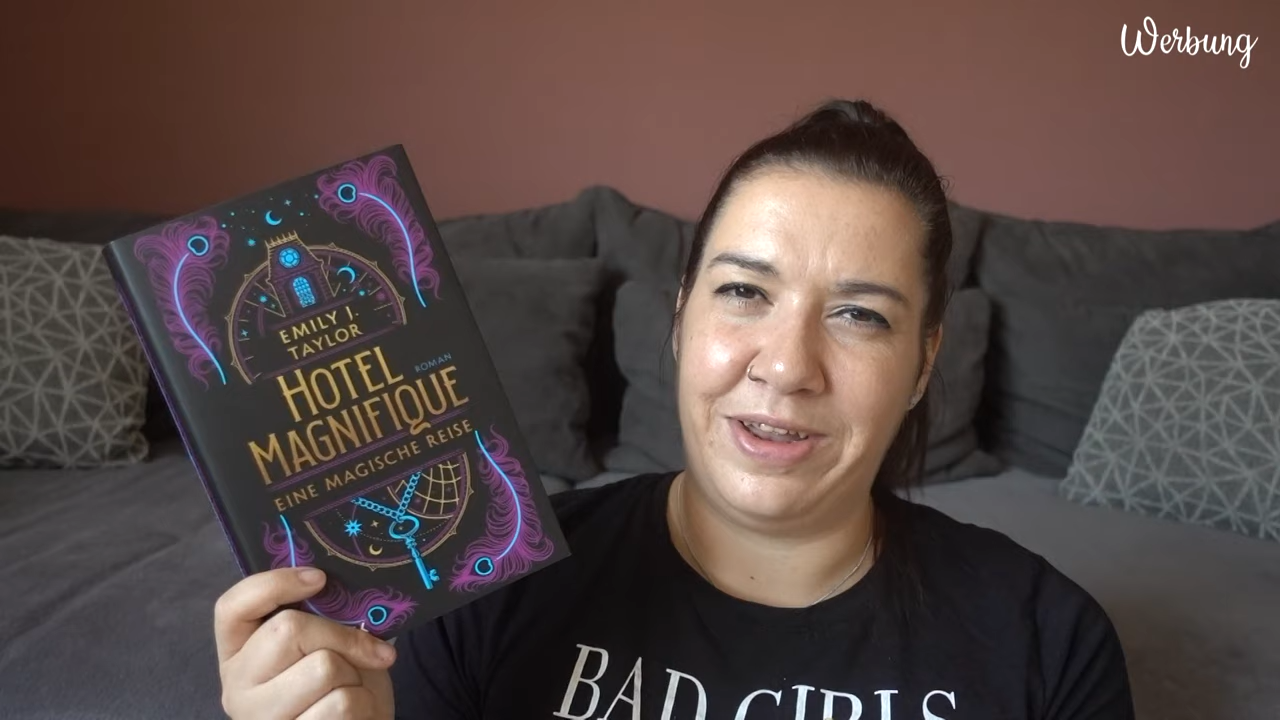 Werbung
EMILY J.
TAYLOR
HOTEL
ROMAN
MAGNIFIQUE
EINE MAGISCHE REISE
BAD GIRLS